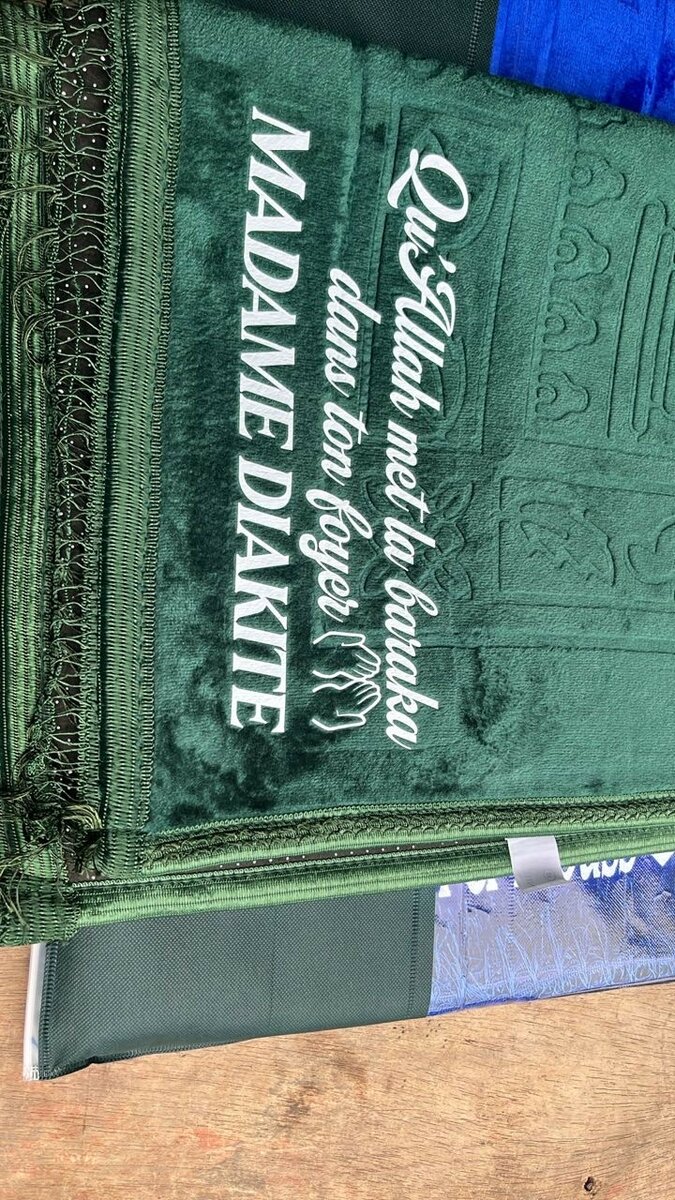 Qu'Allah met la baraka
dans ton foyer
MADAME DIAKITE